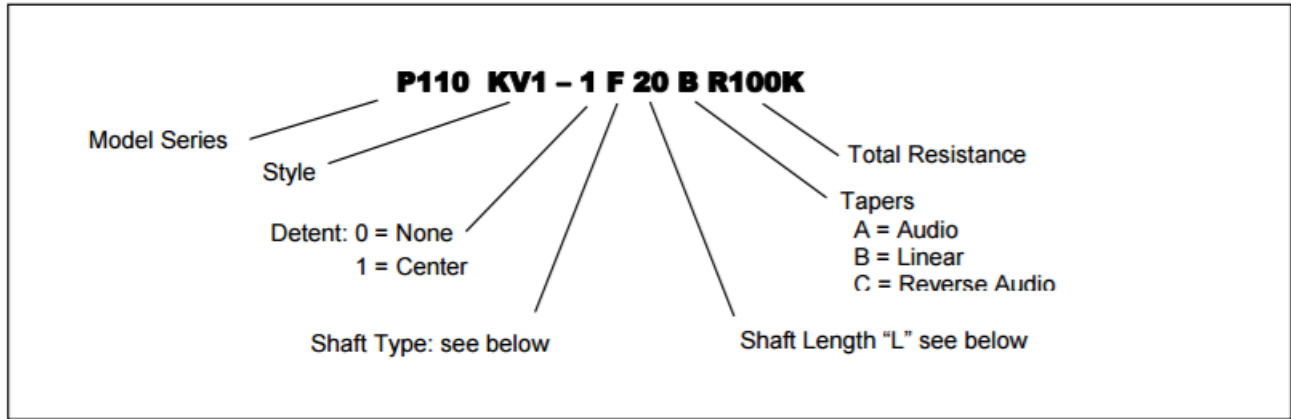 P110 KV1 – 1 F 20 B R100K
Model Series
Style
Total Resistance
Tapers
A = Audio
B = Linear
C = Reverse Audio
Detent: 0 = None
1 = Center
Shaft Type: see below
Shaft Length “L” see below